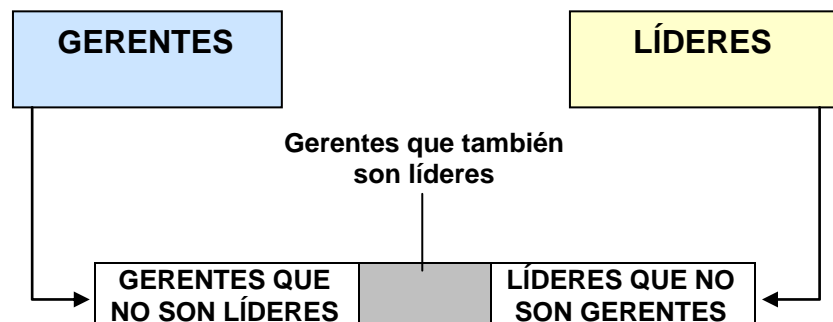 GERENTES
LÍDERES
Gerentes que también
son líderes
GERENTES QUE
NO SON LÍDERES
LÍDERES QUE NO
SON GERENTES